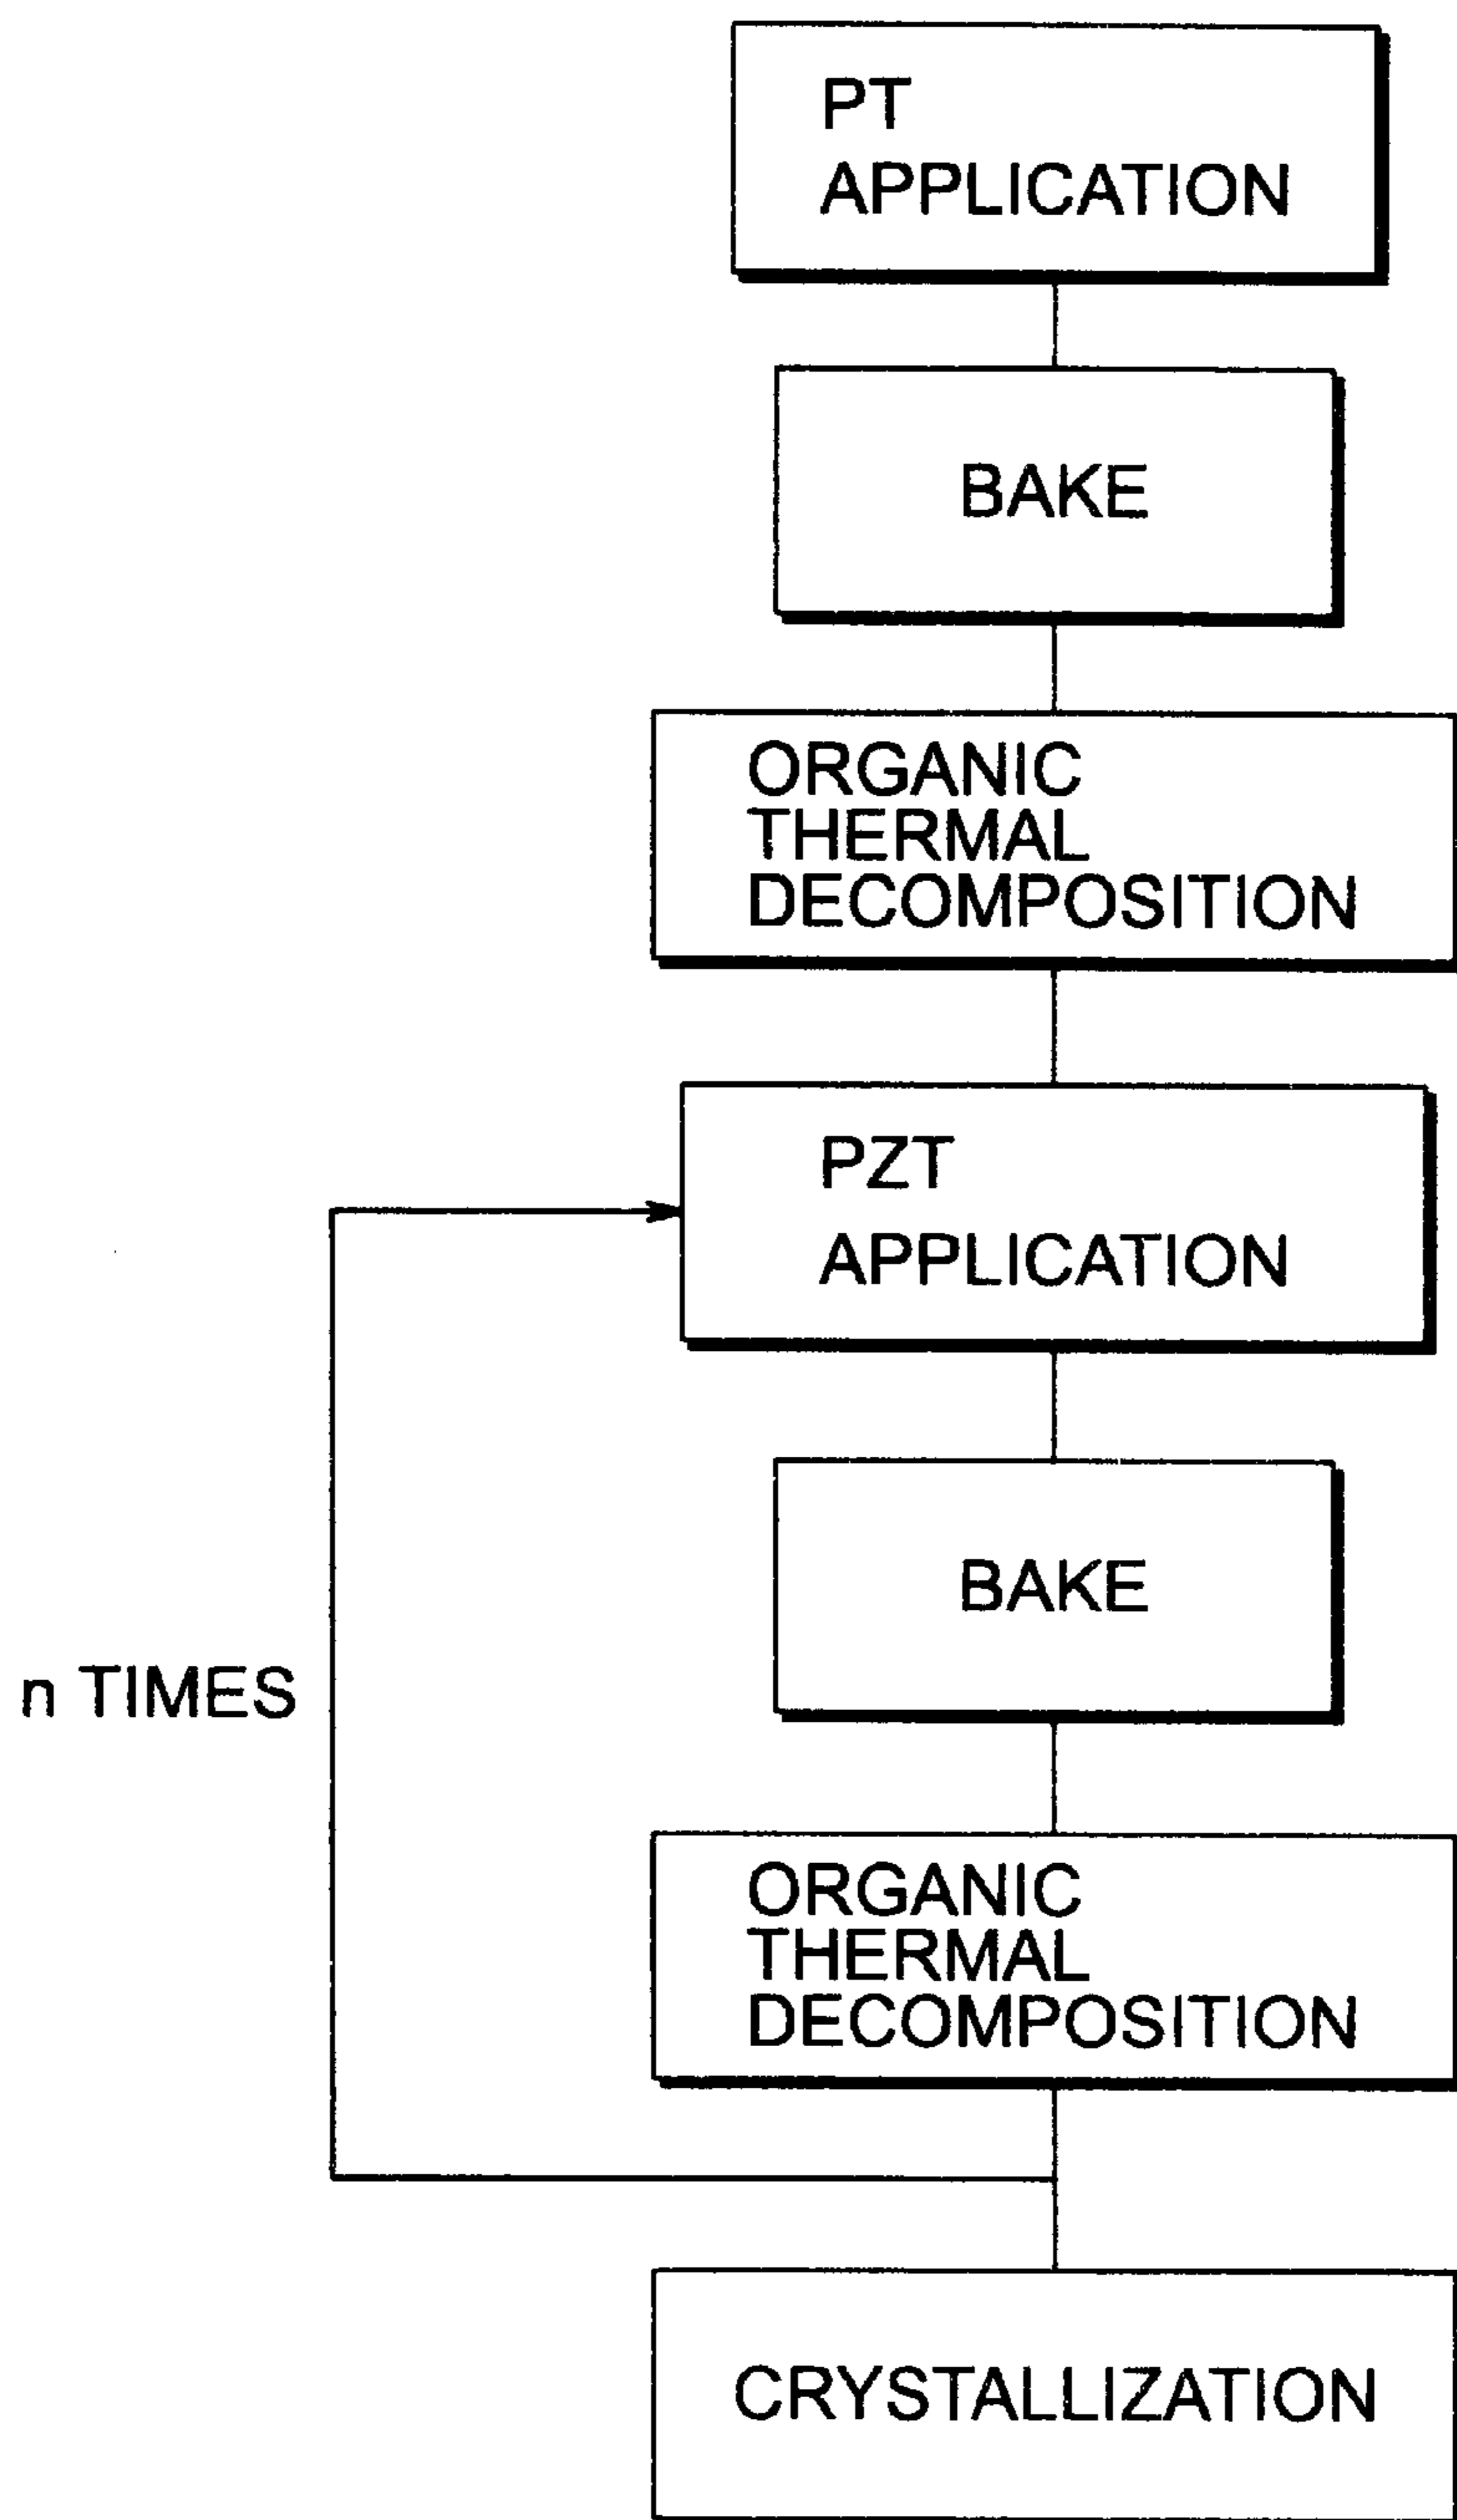 PT
APPLICATION
BAKE
ORGANIC
THERMAL
DECOMPOSITION
PZT
APPLICATION
BAKE
n TIMES
ORGANIC
THERMAL
DECOMPOSITION
CRYSTALLIZATION